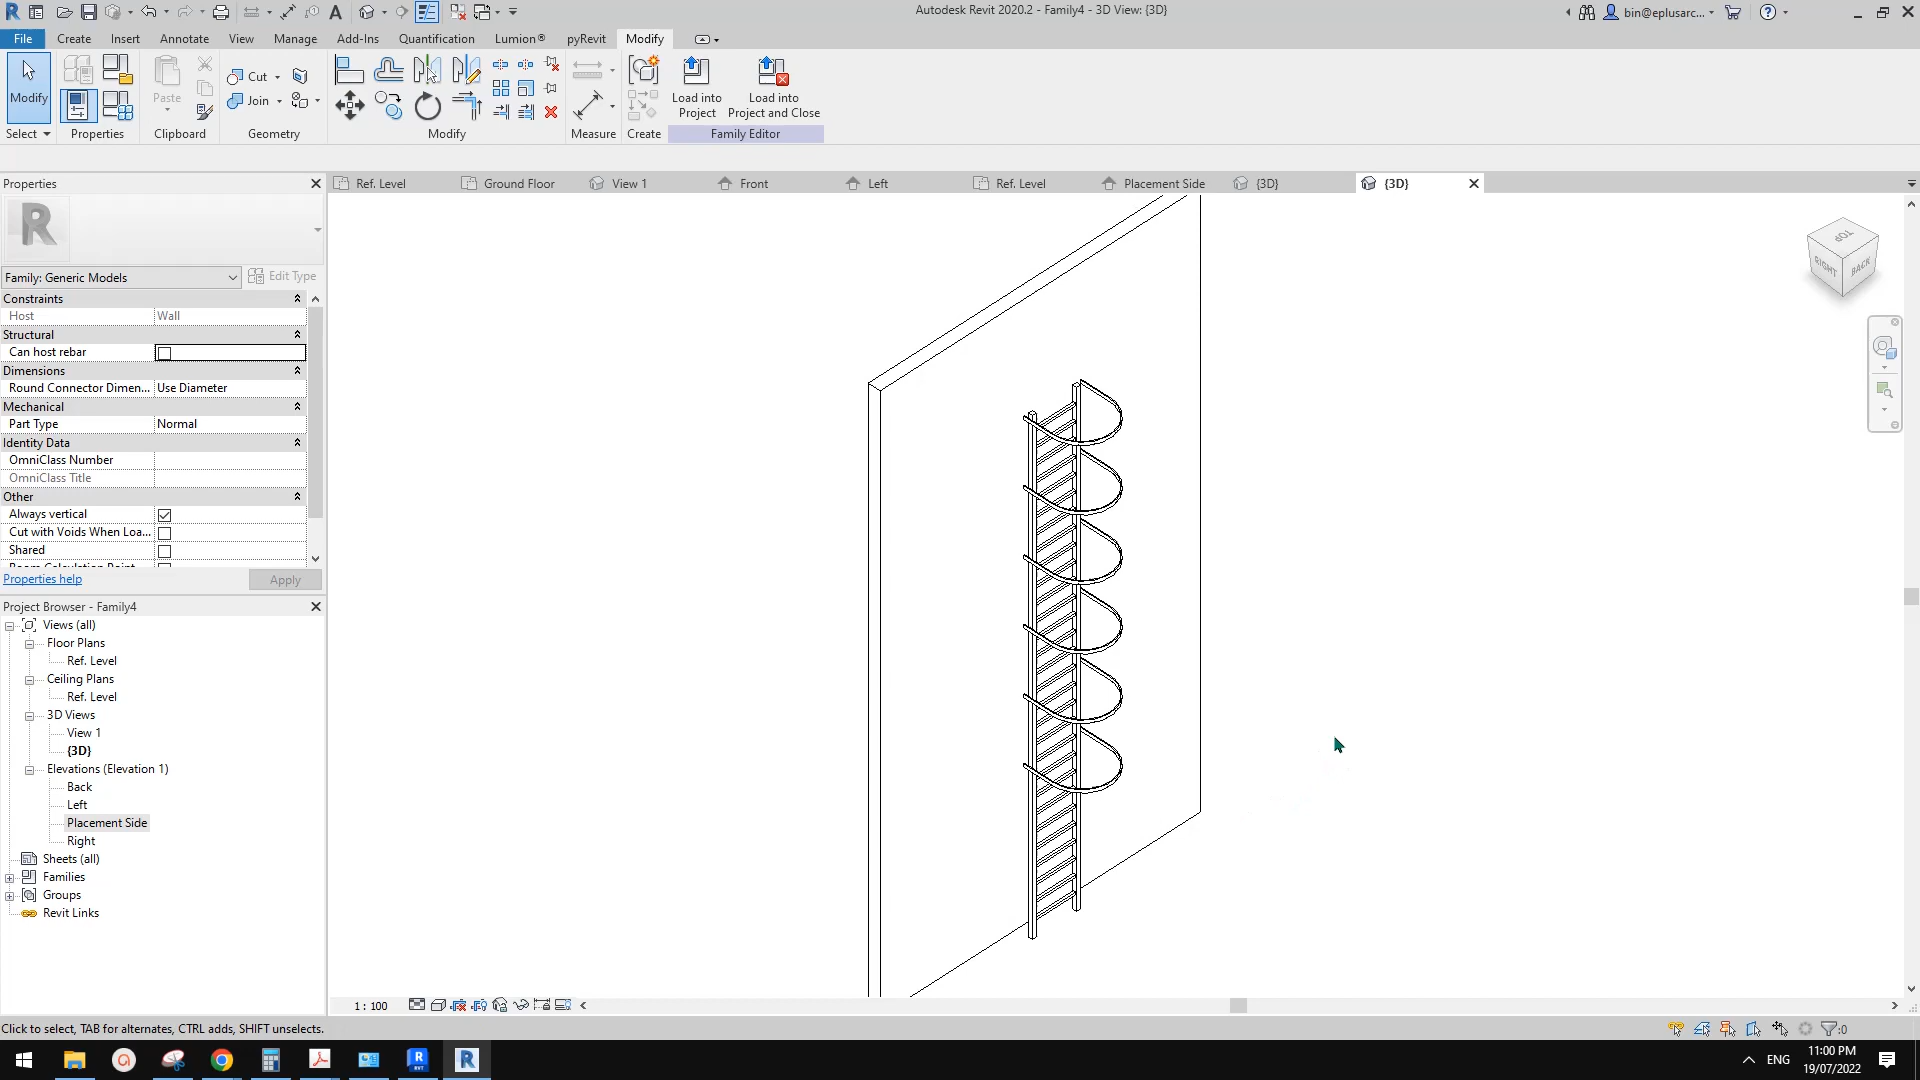 Autodesk Revit 2020.2 - Family4 - 3D View: {3D}
bin@eplusarc...
File Create Insert Annotate View Manage Add-Ins Quantification Lumion® pyRevit Modify
Modify
Paste
Cut
Join
Load into Project
Load into Project and Close
Select Properties Clipboard Geometry Modify Measure Create Family Editor
Properties
Ref. Level Ground Floor View 1 Front Left Ref. Level Placement Side {3D} {3D}
Family: Generic Models
Edit Type
Constraints
Host Wall
Structural
Can host rebar
Dimensions
Round Connector Dimen... Use Diameter
Mechanical
Part Type Normal
Identity Data
OmniClass Number
OmniClass Title
Other
Always vertical
Cut with Voids When Loa...
Shared
Properties help
Apply
Project Browser - Family4
Views (all)
Floor Plans
Ref. Level
Ceiling Plans
Ref. Level
3D Views
View 1
{3D}
Elevations (Elevation 1)
Back
Left
Placement Side
Right
Sheets (all)
Families
Groups
Revit Links
TOP
RIGHT
BACK
1 : 100
Click to select, TAB for alternates, CTRL adds, SHIFT unselects.
:0
ENG
11:00 PM
19/07/2022